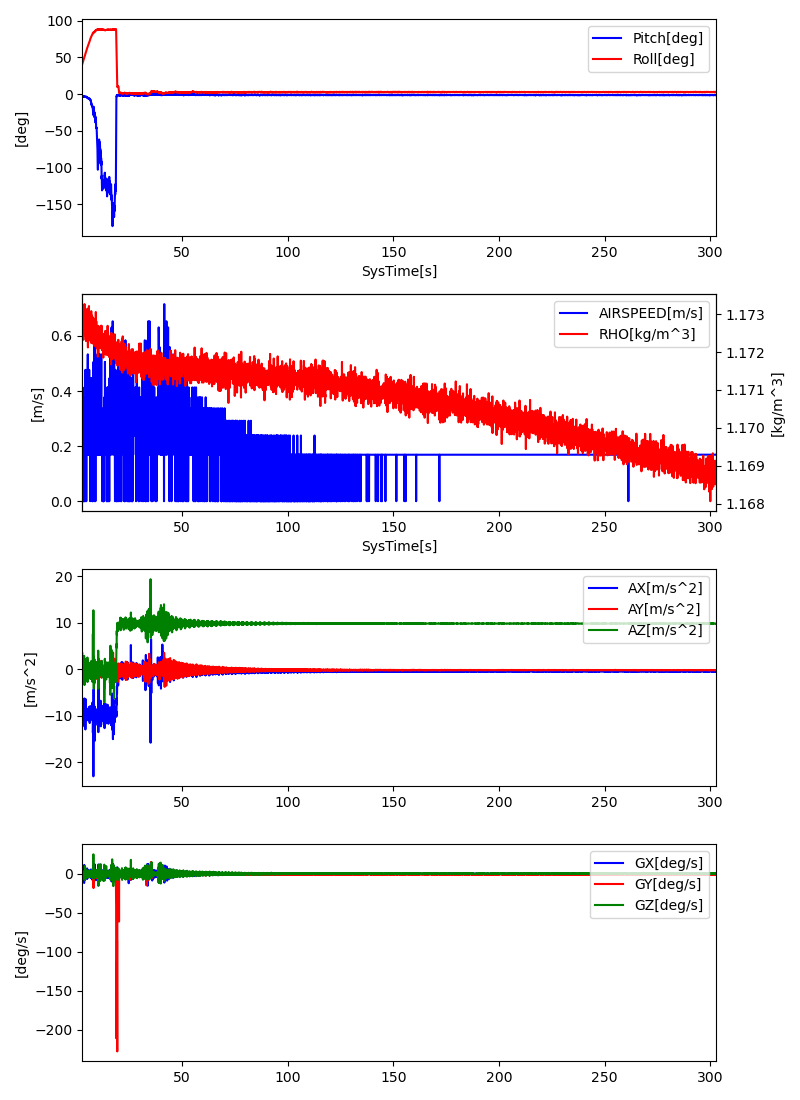 100
50
0
−50
−100
−150
[deg]
Pitch[deg]
Roll[deg]
50 100 150 200 250 300
SysTime[s]
0.6
0.4
0.2
0.0
[m/s]
AIRSPEED[m/s]
RHO[kg/m^3]
1.173
1.172
1.171
1.170
1.169
1.168
[kg/m^3]
50 100 150 200 250 300
SysTime[s]
20
10
0
−10
−20
[m/s^2]
AX[m/s^2]
AY[m/s^2]
AZ[m/s^2]
50 100 150 200 250 300
0
−50
−100
−150
−200
[deg/s]
GX[deg/s]
GY[deg/s]
GZ[deg/s]
50 100 150 200 250 300